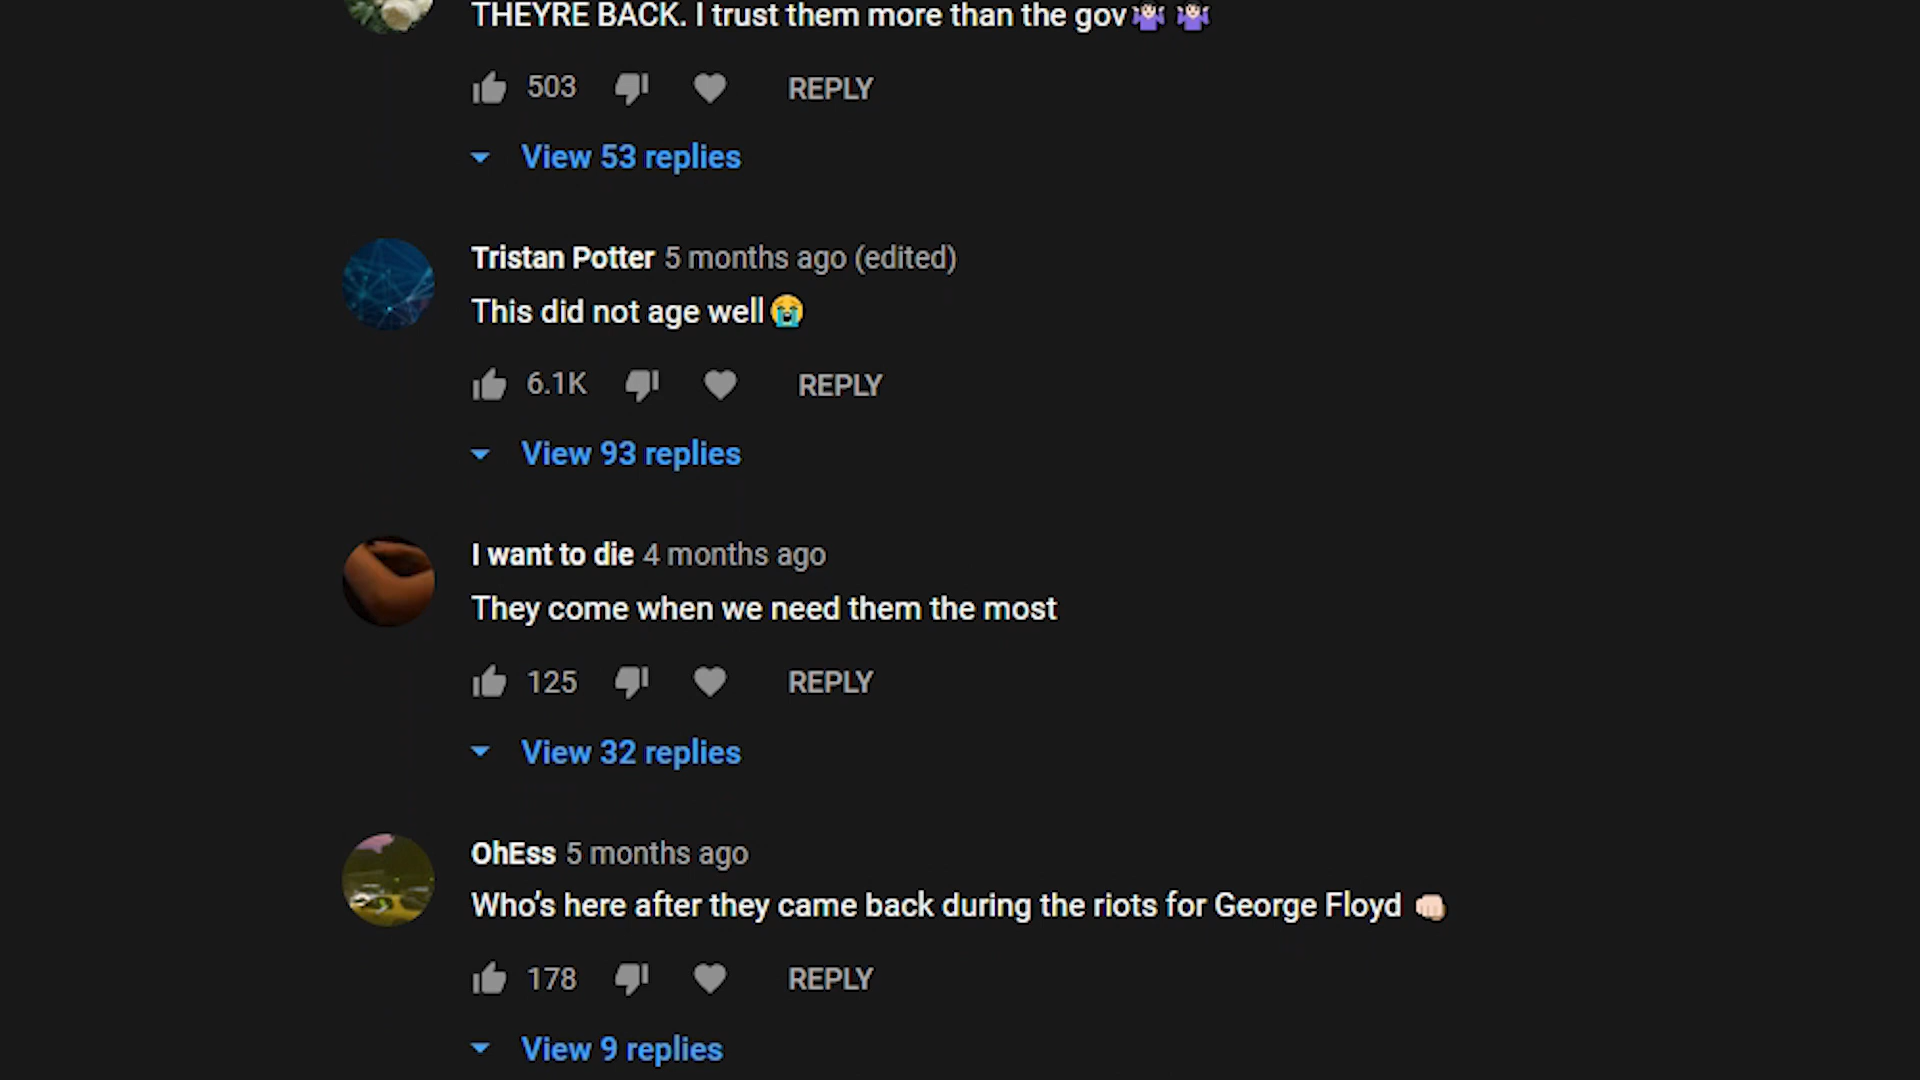 THEYRE BACK. I trust them more than the gov🤷🏻‍♀️ 🤷🏻‍♀️
503 REPLY
View 53 replies
Tristan Potter 5 months ago (edited)
This did not age well😭
6.1K REPLY
View 93 replies
I want to die 4 months ago
They come when we need them the most
125 REPLY
View 32 replies
OhEss 5 months ago
Who’s here after they came back during the riots for George Floyd 👊🏻
178 REPLY
View 9 replies